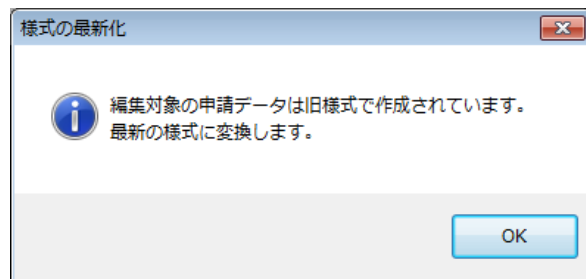 様式の最新化
編集対象の申請データは旧様式で作成されています。
最新の様式に変換します。
OK